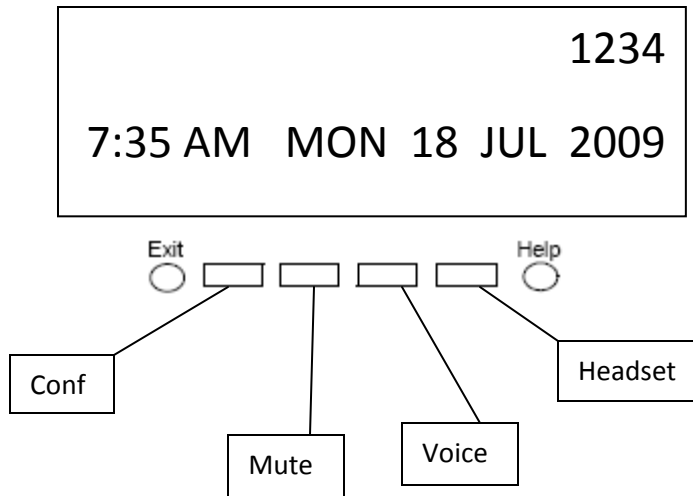 1234
7:35 AM MON 18 JUL 2009
Exit Help
Conf Headset
Mute Voice